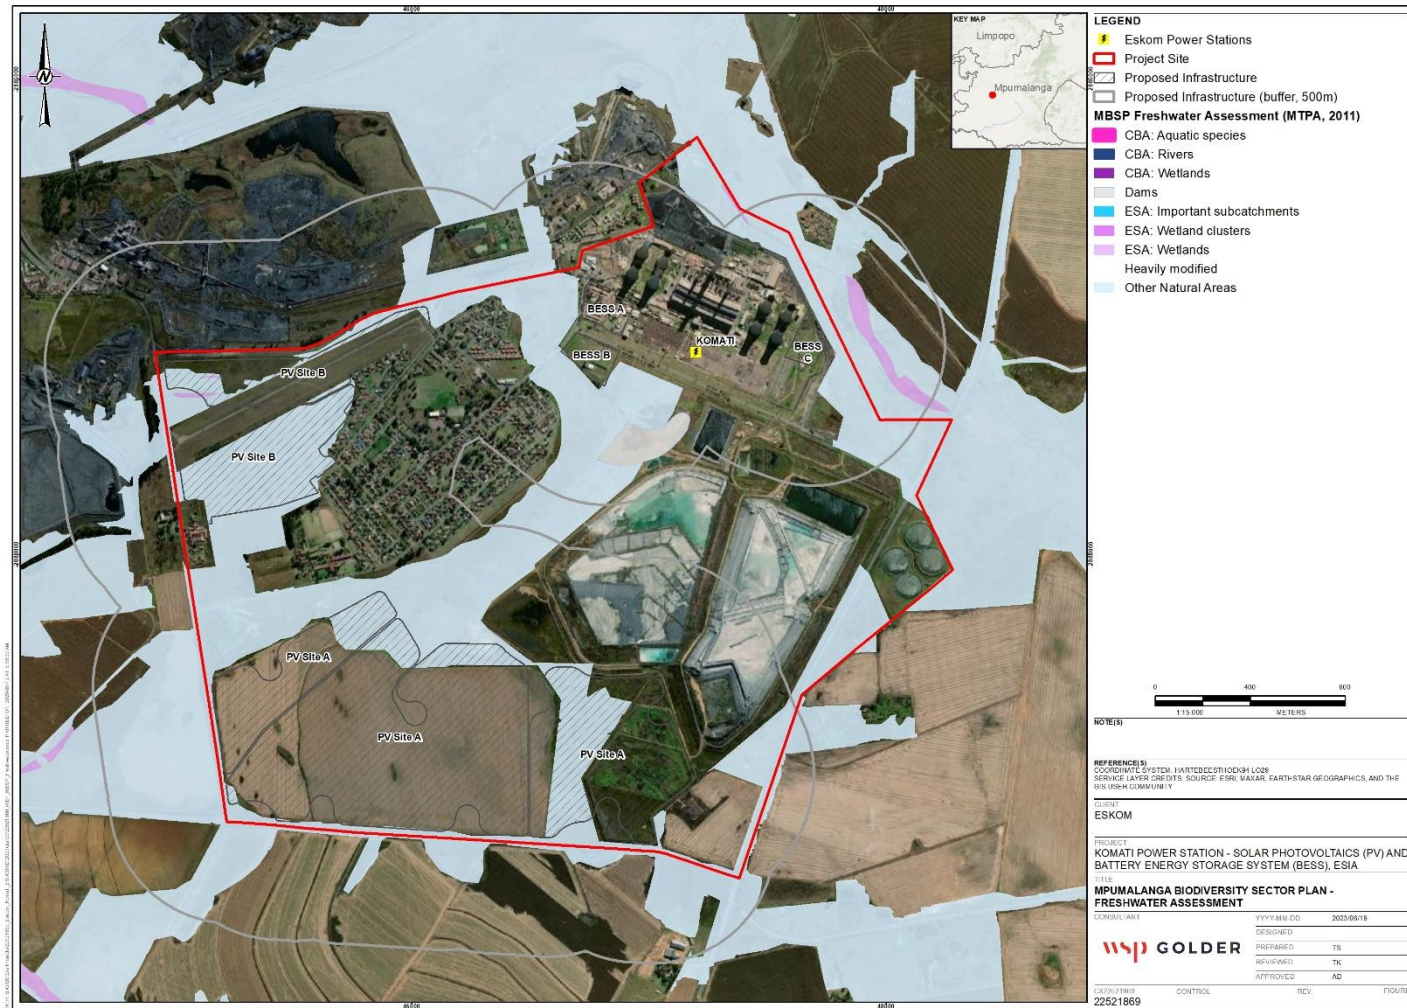 46000
48000
KEY MAP
Limpopo
Mpumalanga
N
BESS A
BESS B
KOMATI
BESS
C
PV Site B
PV Site B
PV Site A
PV Site A
PV Site A
LEGEND
Eskom Power Stations
Project Site
Proposed Infrastructure
Proposed Infrastructure (buffer, 500m)
MBSP Freshwater Assessment (MTPA, 2011)
CBA: Aquatic species
CBA: Rivers
CBA: Wetlands
Dams
ESA: Important subcatchments
ESA: Wetland clusters
ESA: Wetlands
Heavily modified
Other Natural Areas
0 400 800
1:15 000 METERS
NOTE(S)
REFERENCE(S)
COORDINATE SYSTEM: HARTEBEESTHOEK94 LO29
SERVICE LAYER CREDITS: SOURCE: ESRI, MAXAR, EARTHSTAR GEOGRAPHICS, AND THE
GIS USER COMMUNITY
CLIENT
ESKOM
PROJECT
KOMATI POWER STATION - SOLAR PHOTOVOLTAICS (PV) AND
BATTERY ENERGY STORAGE SYSTEM (BESS), ESIA
TITLE
MPUMALANGA BIODIVERSITY SECTOR PLAN -
FRESHWATER ASSESSMENT
CONSULTANT
YYYY-MM-DD 2023/06/19
DESIGNED
PREPARED TS
REVIEWED TK
APPROVED AD
wsp GOLDER
CONTROL REV. FIGURE
22521869